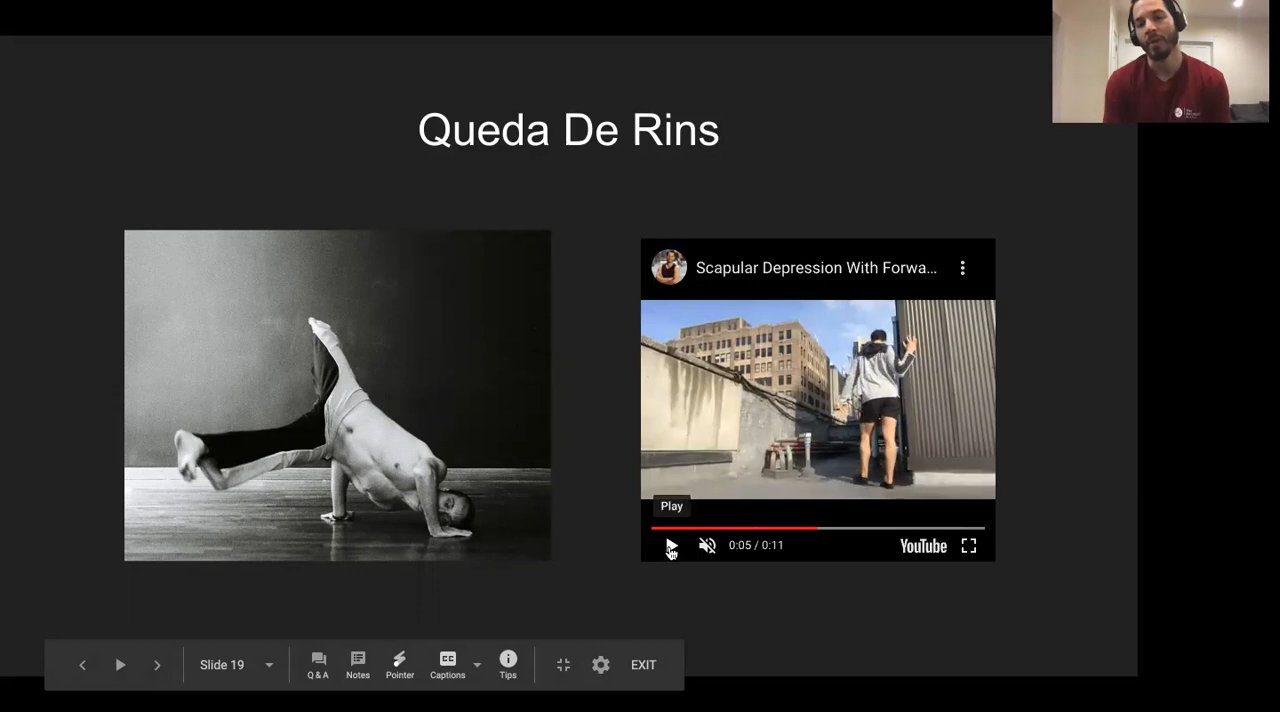 Queda De Rins
Scapular Depression With Forwa...
Play
0:05 / 0:11
YouTube
Slide 19
Q & A
Notes
Pointer
CC
Captions
Tips
EXIT